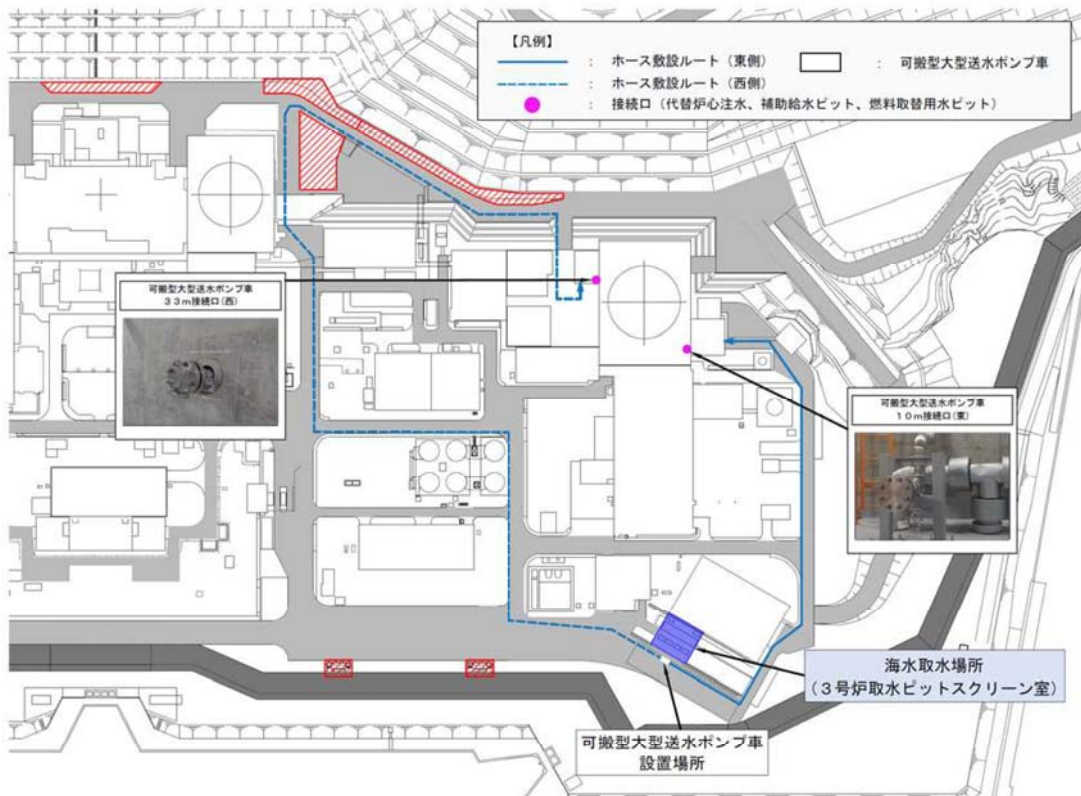 【凡例】
： ホース敷設ルート（東側）
： 可搬型大型送水ポンプ車
： ホース敷設ルート（西側）
： 接続口（代替炉心注水、補助給水ピット、燃料取替用水ピット）
可搬型大型送水ポンプ車
３３ｍ接続口（西）
可搬型大型送水ポンプ車
１０ｍ接続口（東）
海水取水場所
（３号炉取水ピットスクリーン室）
可搬型大型送水ポンプ車
設置場所